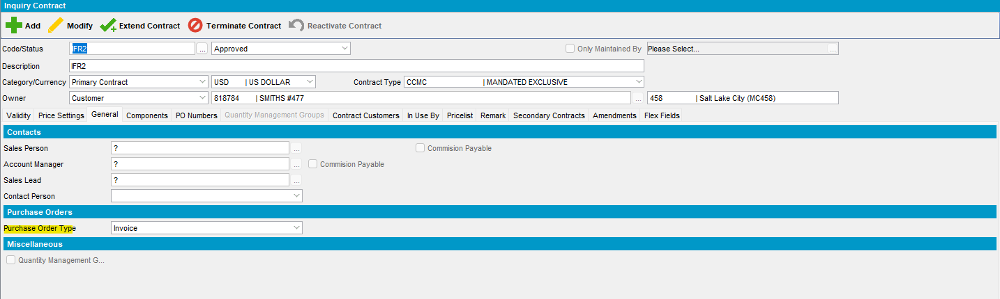 Inquiry Contract
Add Modify Extend Contract Terminate Contract Reactivate Contract
Code/Status IFR2 ... Approved Only Maintained By Please Select... ...
Description IFR2
Category/Currency Primary Contract USD | US DOLLAR Contract Type CCMC | MANDATED EXCLUSIVE
Owner Customer 818784 | SMITHS #477 ... 458 | Salt Lake City (MC458)
Validity Price Settings General Components PO Numbers Quantity Management Groups Contract Customers In Use By Pricelist Remark Secondary Contracts Amendments Flex Fields
Contacts
Sales Person ? ... Commision Payable
Account Manager ? ... Commision Payable
Sales Lead ? ...
Contact Person
Purchase Orders
Purchase Order Type Invoice
Miscellaneous
Quantity Management G...